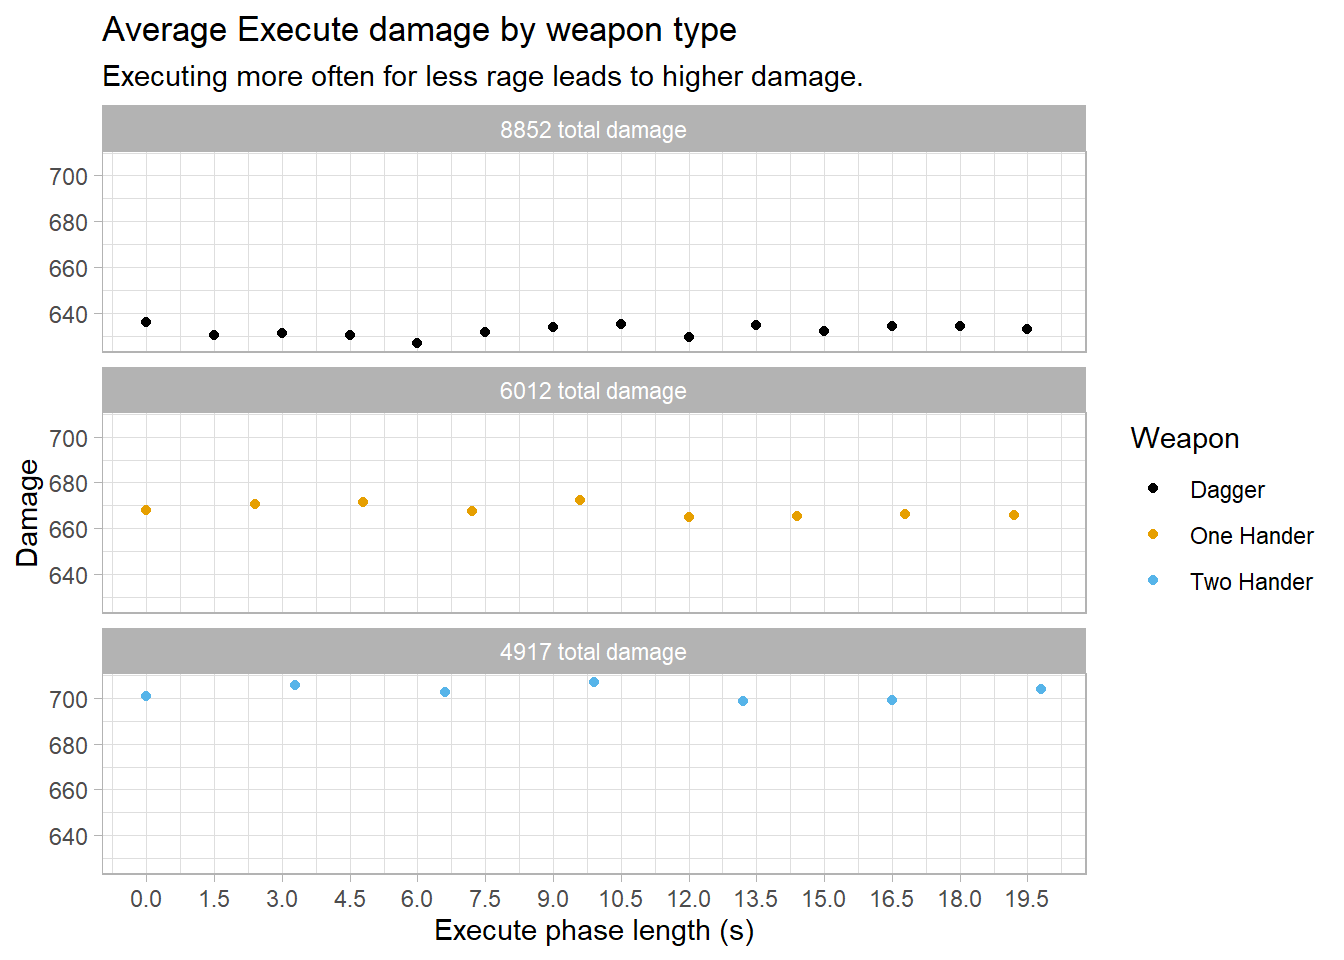 Average Execute damage by weapon type
Executing more often for less rage leads to higher damage.
8852 total damage
700
680
660
640
6012 total damage
700
680
660
640
4917 total damage
700
680
660
640
0.0 1.5 3.0 4.5 6.0 7.5 9.0 10.5 12.0 13.5 15.0 16.5 18.0 19.5
Execute phase length (s)
Damage
Weapon
Dagger
One Hander
Two Hander